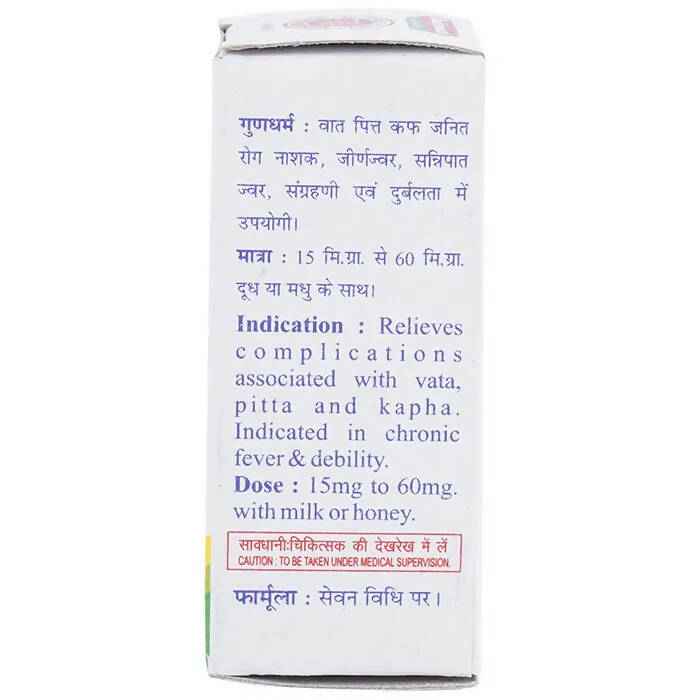 गुणधर्म : वात पित्त कफ जनित
रोग नाशक, जीर्णज्वर, सन्निपात
ज्वर, संग्रहणी एवं दुर्बलता में
उपयोगी।
मात्रा : 15 मि.ग्रा. से 60 मि.ग्रा.
दूध या मधु के साथ।
Indication : Relieves
complications
associated with vata,
pitta and kapha.
Indicated in chronic
fever & debility.
Dose : 15mg to 60mg.
with milk or honey.
सावधानी:चिकित्सक की देखरेख में लें
CAUTION : TO BE TAKEN UNDER MEDICAL SUPERVISION.
फार्मूला : सेवन विधि पर।